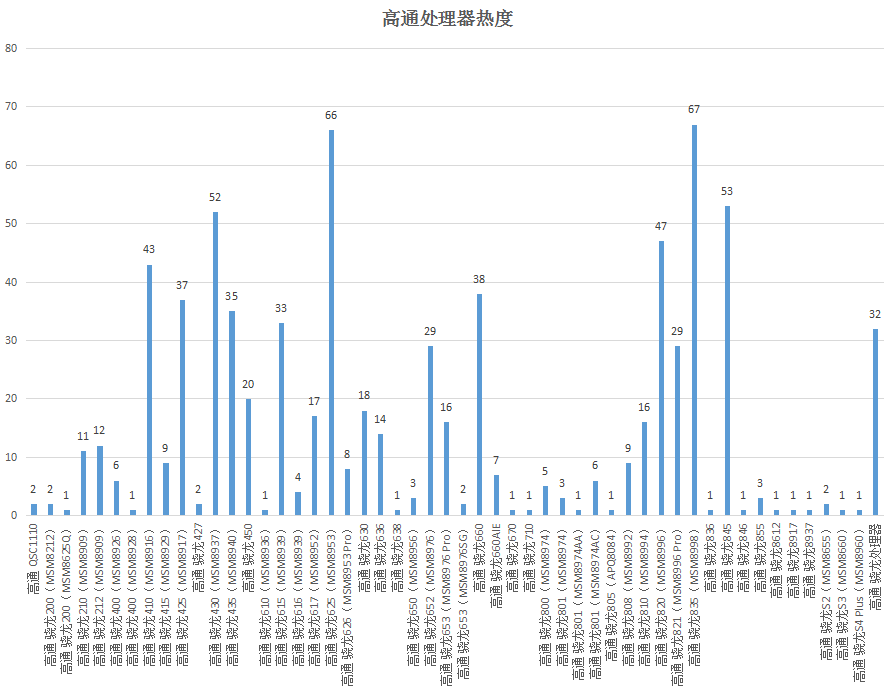 高通处理器热度
80
70
60
50
40
30
20
10
0
2
2
1
11
12
6
1
43
9
37
2
52
35
20
1
33
4
17
66
8
18
14
1
3
29
16
2
38
7
1
1
5
3
1
6
1
9
16
47
29
67
1
53
1
3
1
1
1
2
1
1
32
高通 QSC1110
高通 骁龙200（MSM8212）
高通 骁龙200（MSM8625Q）
高通 骁龙210（MSM8909）
高通 骁龙212（MSM8909）
高通 骁龙400（MSM8926）
高通 骁龙400（MSM8928）
高通 骁龙410（MSM8916）
高通 骁龙415（MSM8929）
高通 骁龙425（MSM8917）
高通 骁龙427
高通 骁龙430（MSM8937）
高通 骁龙435（MSM8940）
高通 骁龙450
高通 骁龙610（MSM8936）
高通 骁龙615（MSM8939）
高通 骁龙616（MSM8939）
高通 骁龙617（MSM8952）
高通 骁龙625（MSM8953）
高通 骁龙626（MSM8953 Pro）
高通 骁龙630
高通 骁龙636
高通 骁龙638
高通 骁龙650（MSM8956）
高通 骁龙652（MSM8976）
高通 骁龙653（MSM8976 Pro）
高通 骁龙653（MSM8976SG）
高通 骁龙660
高通 骁龙660AIE
高通 骁龙670
高通 骁龙710
高通 骁龙800（MSM8974）
高通 骁龙801（MSM8974）
高通 骁龙801（MSM8974AA）
高通 骁龙801（MSM8974AC）
高通 骁龙805（APQ8084）
高通 骁龙808（MSM8992）
高通 骁龙810（MSM8994）
高通 骁龙820（MSM8996）
高通 骁龙821（MSM8996 Pro）
高通 骁龙835（MSM8998）
高通 骁龙836
高通 骁龙845
高通 骁龙846
高通 骁龙855
高通 骁龙8612
高通 骁龙8917
高通 骁龙8937
高通 骁龙S2（MSM8655）
高通 骁龙S3（MSM8660）
高通 骁龙S4 Plus（MSM8960）
高通 骁龙处理器